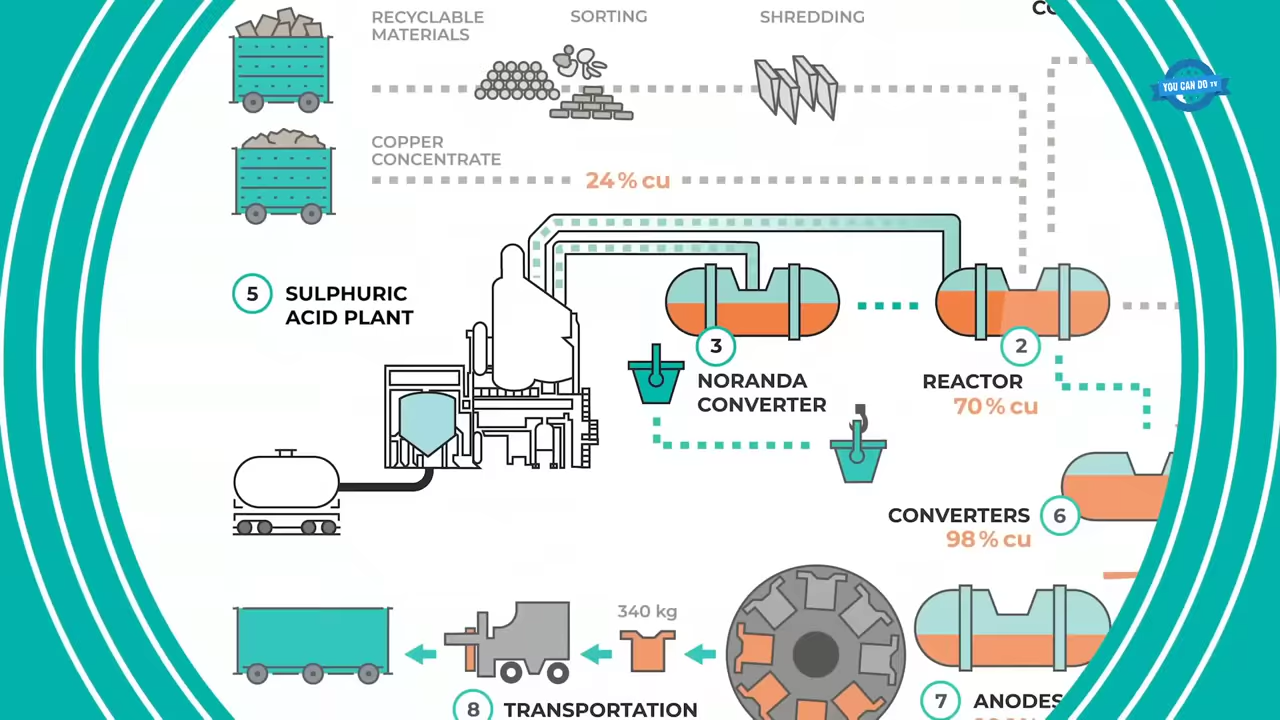 RECYCLABLE
MATERIALS
SORTING
SHREDDING
YOU CAN DO TV
COPPER
CONCENTRATE
24% cu
5
SULPHURIC
ACID PLANT
3
NORANDA
CONVERTER
2
REACTOR
70% cu
CONVERTERS
98% cu
6
340 kg
7
ANODES
8
TRANSPORTATION